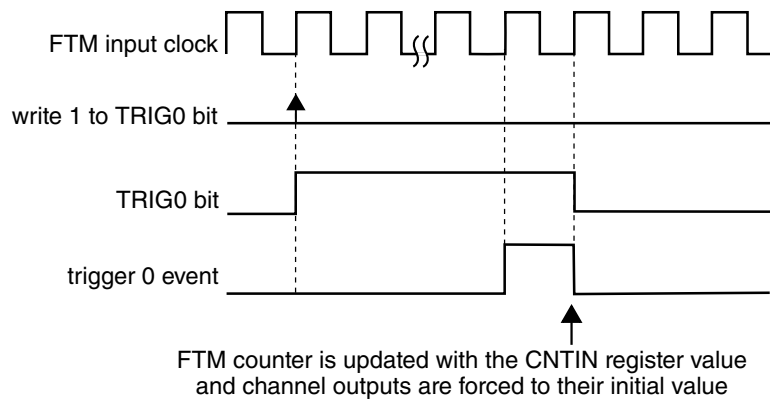 FTM input clock
write 1 to TRIG0 bit
TRIG0 bit
trigger 0 event
FTM counter is updated with the CNTIN register value
and channel outputs are forced to their initial value